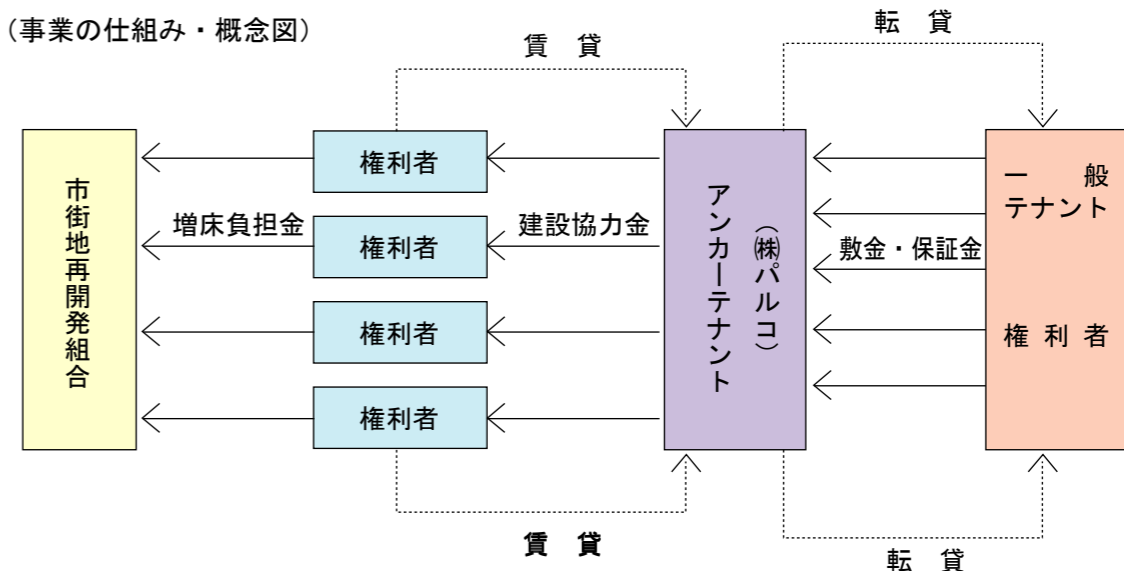 （事業の仕組み・概念図）
賃　貸
転　貸
市街地再開発組合
増床負担金
権利者
権利者
権利者
権利者
建設協力金
アンカーテナント
（㈱パルコ）
敷金・保証金
一　般
テナント
権 利 者
賃　貸
転　貸